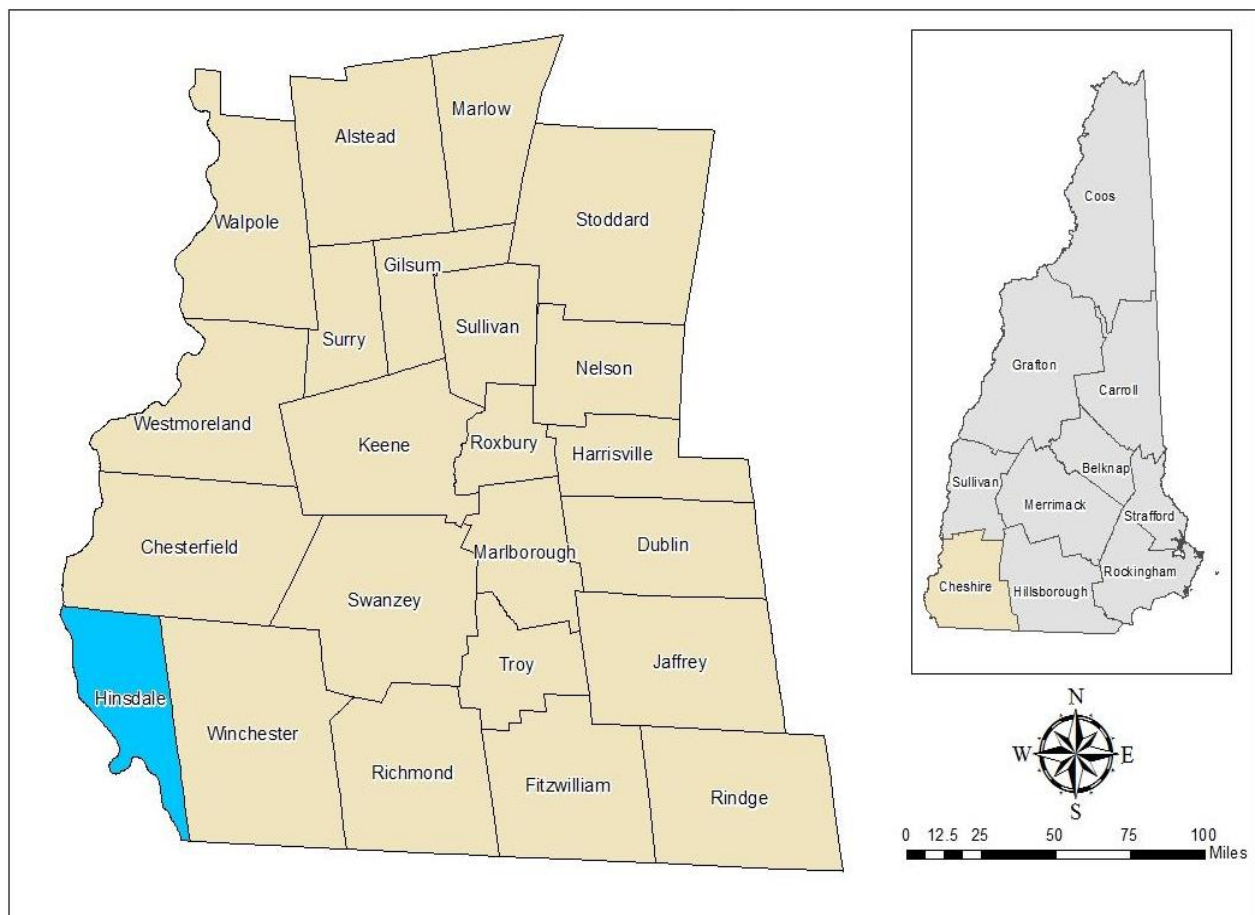 Marlow
Alstead
Stoddard
Walpole
Gilsum
Sullivan
Surry
Nelson
Westmoreland
Keene
Roxbury
Harrisville
Chesterfield
Marlborough
Dublin
Swanzey
Troy
Jaffrey
Hinsdale
Winchester
Richmond
Fitzwilliam
Rindge
Coos
Grafton
Carroll
Belknap
Sullivan
Merrimack
Strafford
Rockingham
Cheshire
Hillsborough
N
W E
S
0 12.5 25 50 75 100
Miles